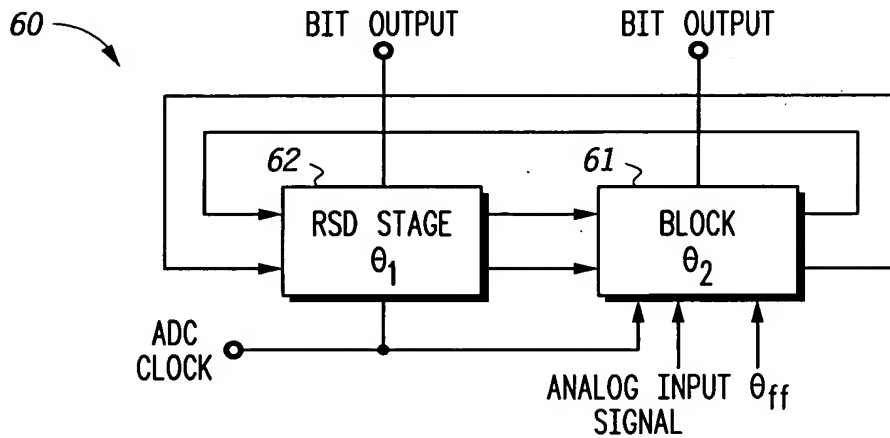 60
BIT OUTPUT
BIT OUTPUT
62
61
RSD STAGE
θ1
BLOCK
θ2
ADC
CLOCK
ANALOG INPUT
SIGNAL
θff